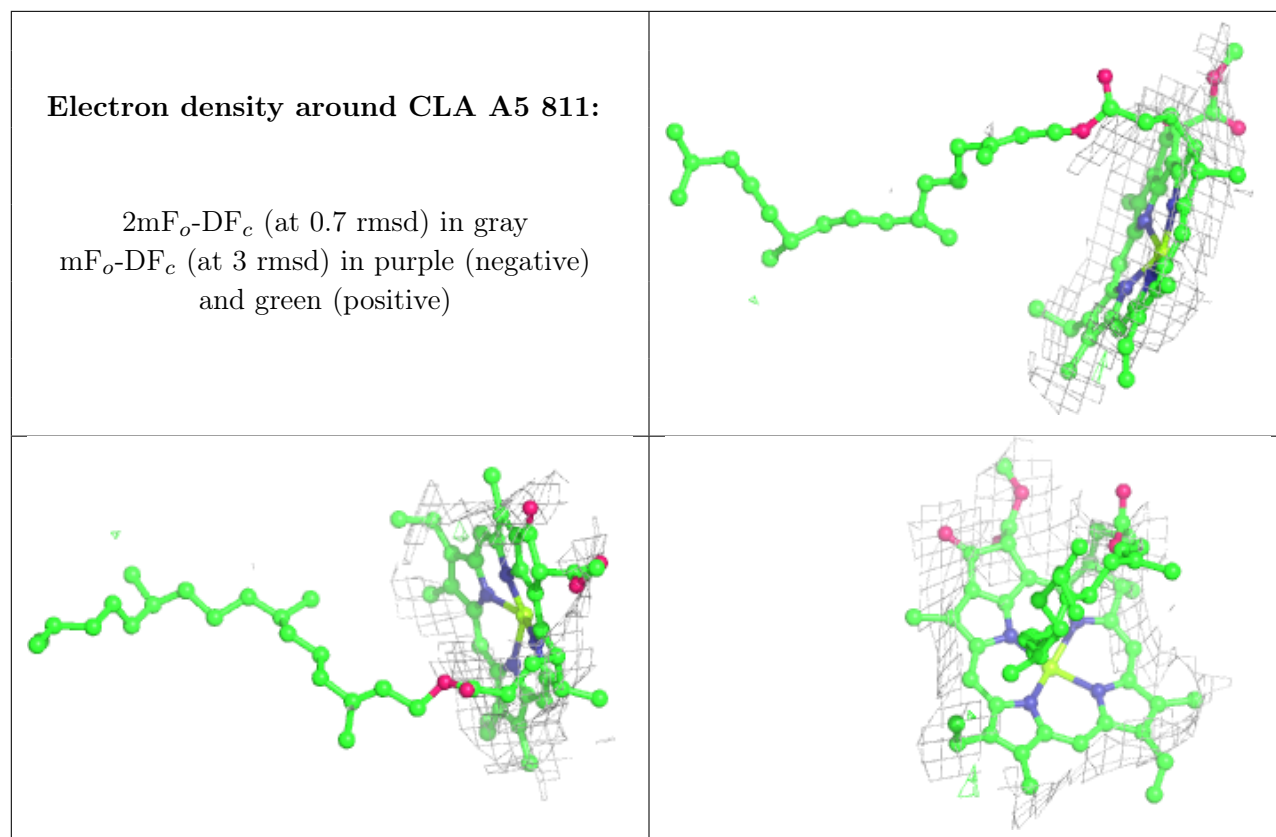 Electron density around CLA A5 811:
2mFo-DFc (at 0.7 rmsd) in gray
mFo-DFc (at 3 rmsd) in purple (negative)
and green (positive)